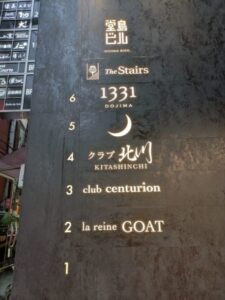 堂島
ビル
The Stairs
6 1331
DOJIMA
5
4 クラブ 北川
KITASHINCHI
3 club centurion
2 la reine GOAT
1